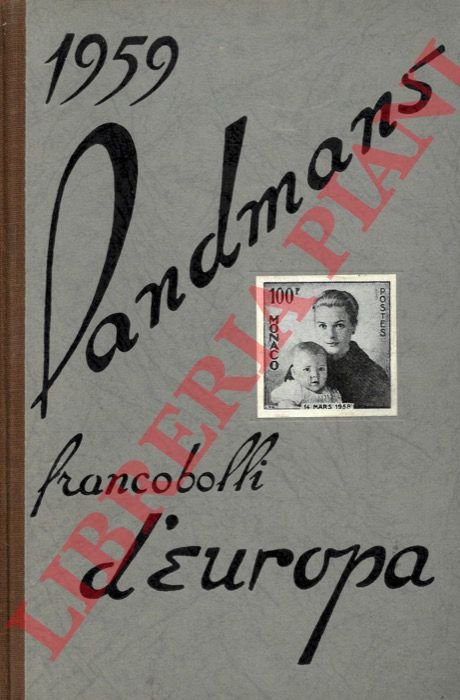 1959
Landmans
100F
MONACO
POSTES
14 MARS 1958
francobolli
d'Europa
LIBRERIA PIANI